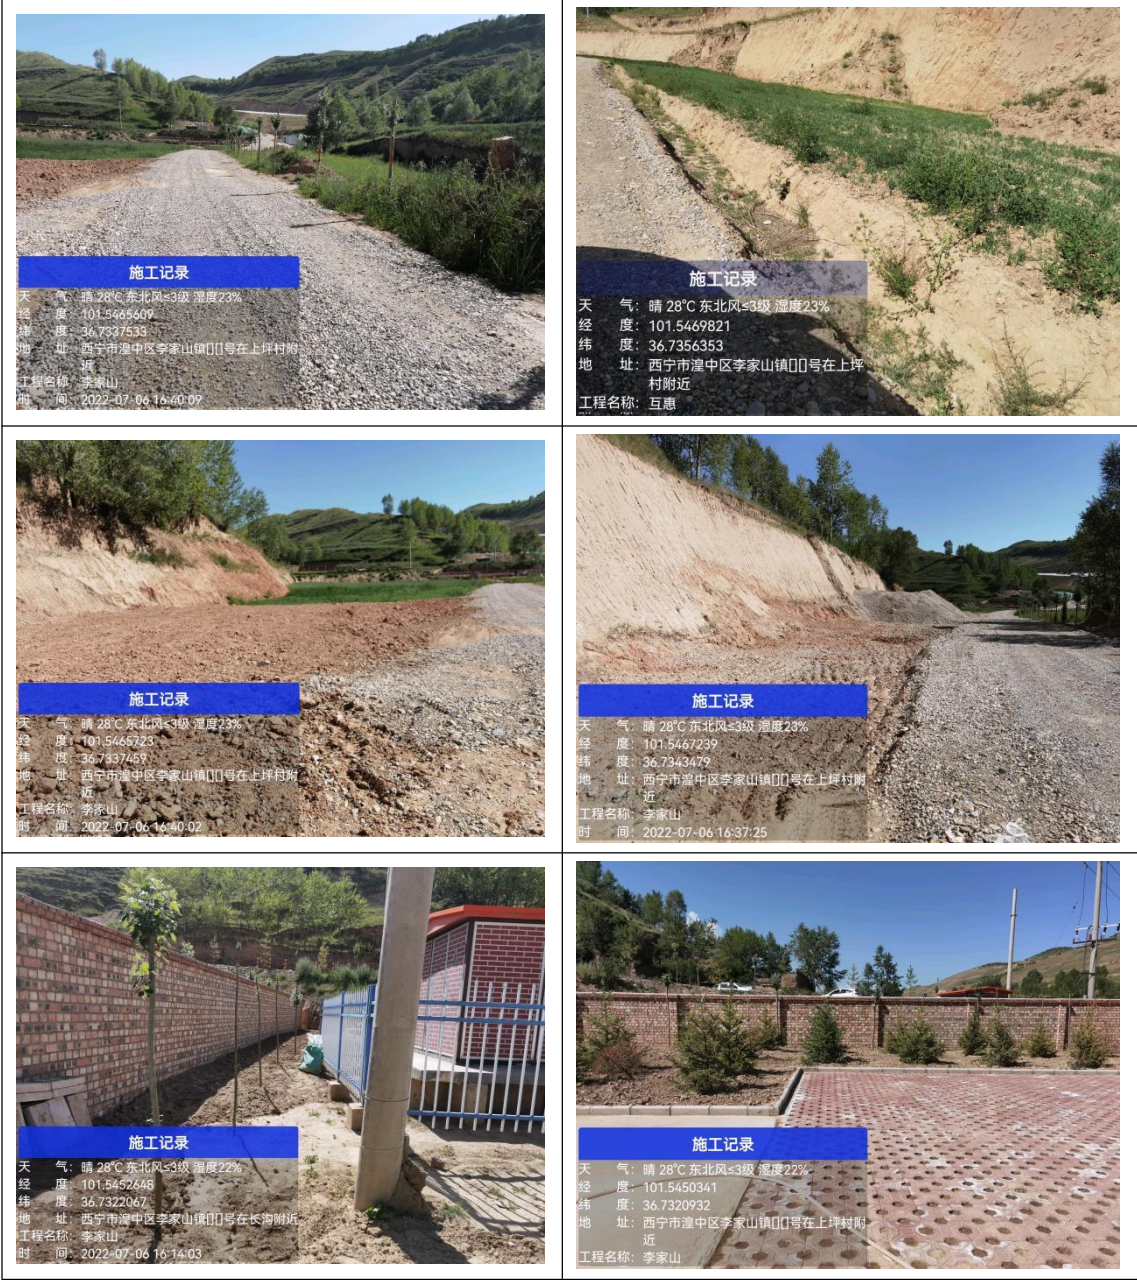 施工记录
天 气: 晴 28℃ 东北风≤3级 湿度23%
经 度: 101.5465609
纬 度: 36.7337533
地 址: 西宁市湟中区李家山镇▯▯号在上坪村附
近
工程名称: 李家山
时 间: 2022-07-06 16:40:09
施工记录
天 气: 晴 28℃ 东北风≤3级 湿度23%
经 度: 101.5469821
纬 度: 36.7356353
地 址: 西宁市湟中区李家山镇▯▯号在上坪
村附近
工程名称: 互惠
施工记录
天 气: 晴 28℃ 东北风≤3级 湿度23%
经 度: 101.5465723
纬 度: 36.7337459
地 址: 西宁市湟中区李家山镇▯▯号在上坪村附
近
工程名称: 李家山
时 间: 2022-07-06 16:40:02
施工记录
天 气: 晴 28℃ 东北风≤3级 湿度23%
经 度: 101.5467239
纬 度: 36.7343479
地 址: 西宁市湟中区李家山镇▯▯号在上坪村附
近
工程名称: 李家山
时 间: 2022-07-06 16:37:25
施工记录
天 气: 晴 28℃ 东北风≤3级 湿度22%
经 度: 101.5452648
纬 度: 36.7322067
地 址: 西宁市湟中区李家山镇▯▯号在长沟附近
工程名称: 李家山
时 间: 2022-07-06 16:14:03
施工记录
天 气: 晴 28℃ 东北风≤3级 湿度22%
经 度: 101.5450341
纬 度: 36.7320932
地 址: 西宁市湟中区李家山镇▯▯号在上坪村附
近
工程名称: 李家山